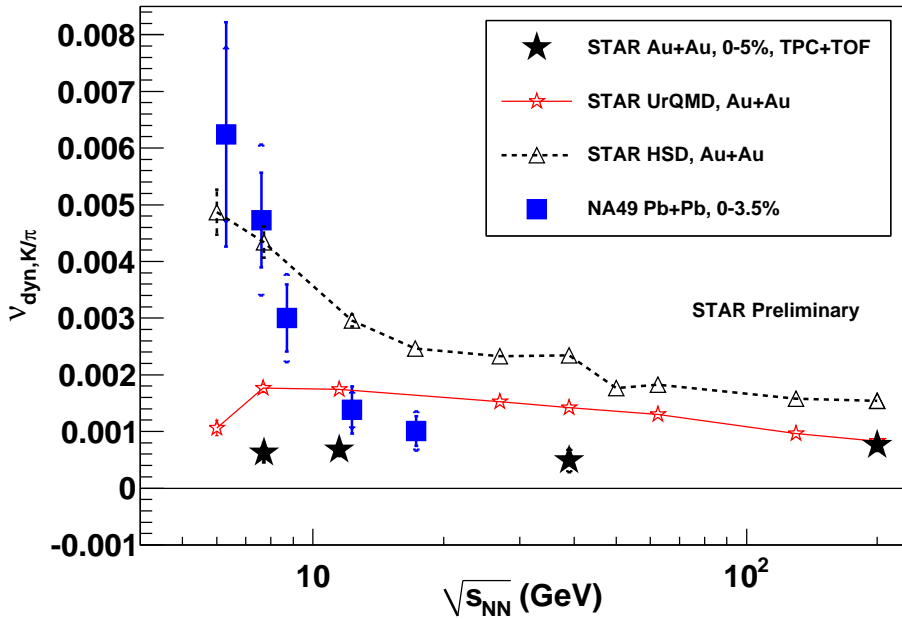 0.008
0.007
0.006
0.005
0.004
0.003
0.002
0.001
0
-0.001
ν_dyn,K/π
STAR Au+Au, 0-5%, TPC+TOF
STAR UrQMD, Au+Au
STAR HSD, Au+Au
NA49 Pb+Pb, 0-3.5%
STAR Preliminary
10
10²
√s_NN (GeV)